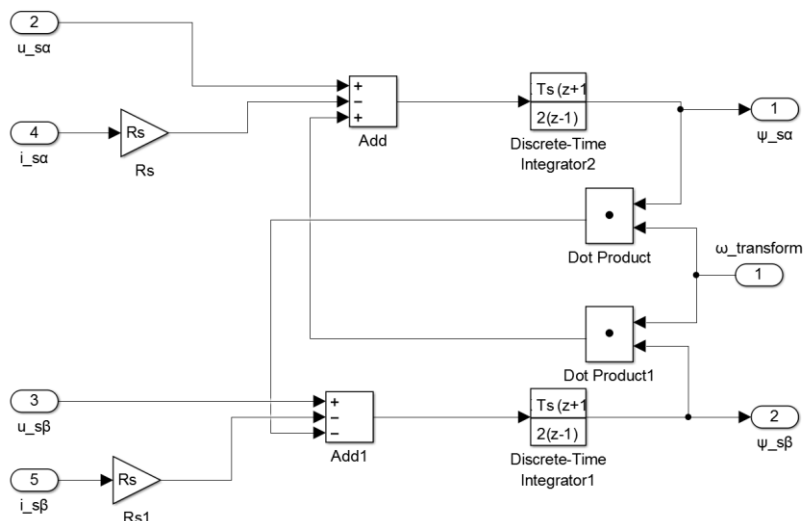 2
u_sα
4
i_sα
Rs
Rs
+
−
+
Add
Ts (z+1
2(z-1)
Discrete-Time
Integrator2
1
ψ_sα
Dot Product
ω_transform
1
Dot Product1
3
u_sβ
5
i_sβ
Rs
Rs1
+
−
−
Add1
Ts (z+1
2(z-1)
Discrete-Time
Integrator1
2
ψ_sβ